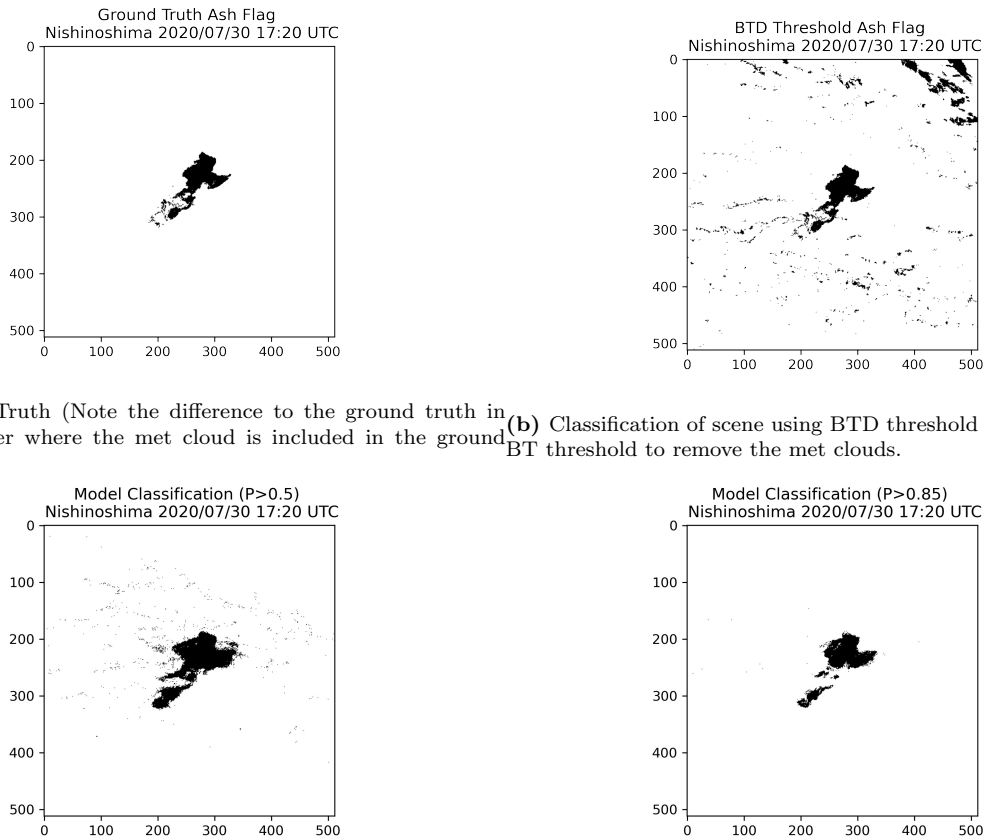 Ground Truth Ash Flag
Nishinoshima 2020/07/30 17:20 UTC
0
100
200
300
400
500
0 100 200 300 400 500
BTD Threshold Ash Flag
Nishinoshima 2020/07/30 17:20 UTC
0
100
200
300
400
500
0 100 200 300 400 500
Truth (Note the difference to the ground truth in
er where the met cloud is included in the ground
(b) Classification of scene using BTD threshold
BT threshold to remove the met clouds.
Model Classification (P>0.5)
Nishinoshima 2020/07/30 17:20 UTC
0
100
200
300
400
500
0 100 200 300 400 500
Model Classification (P>0.85)
Nishinoshima 2020/07/30 17:20 UTC
0
100
200
300
400
500
0 100 200 300 400 500